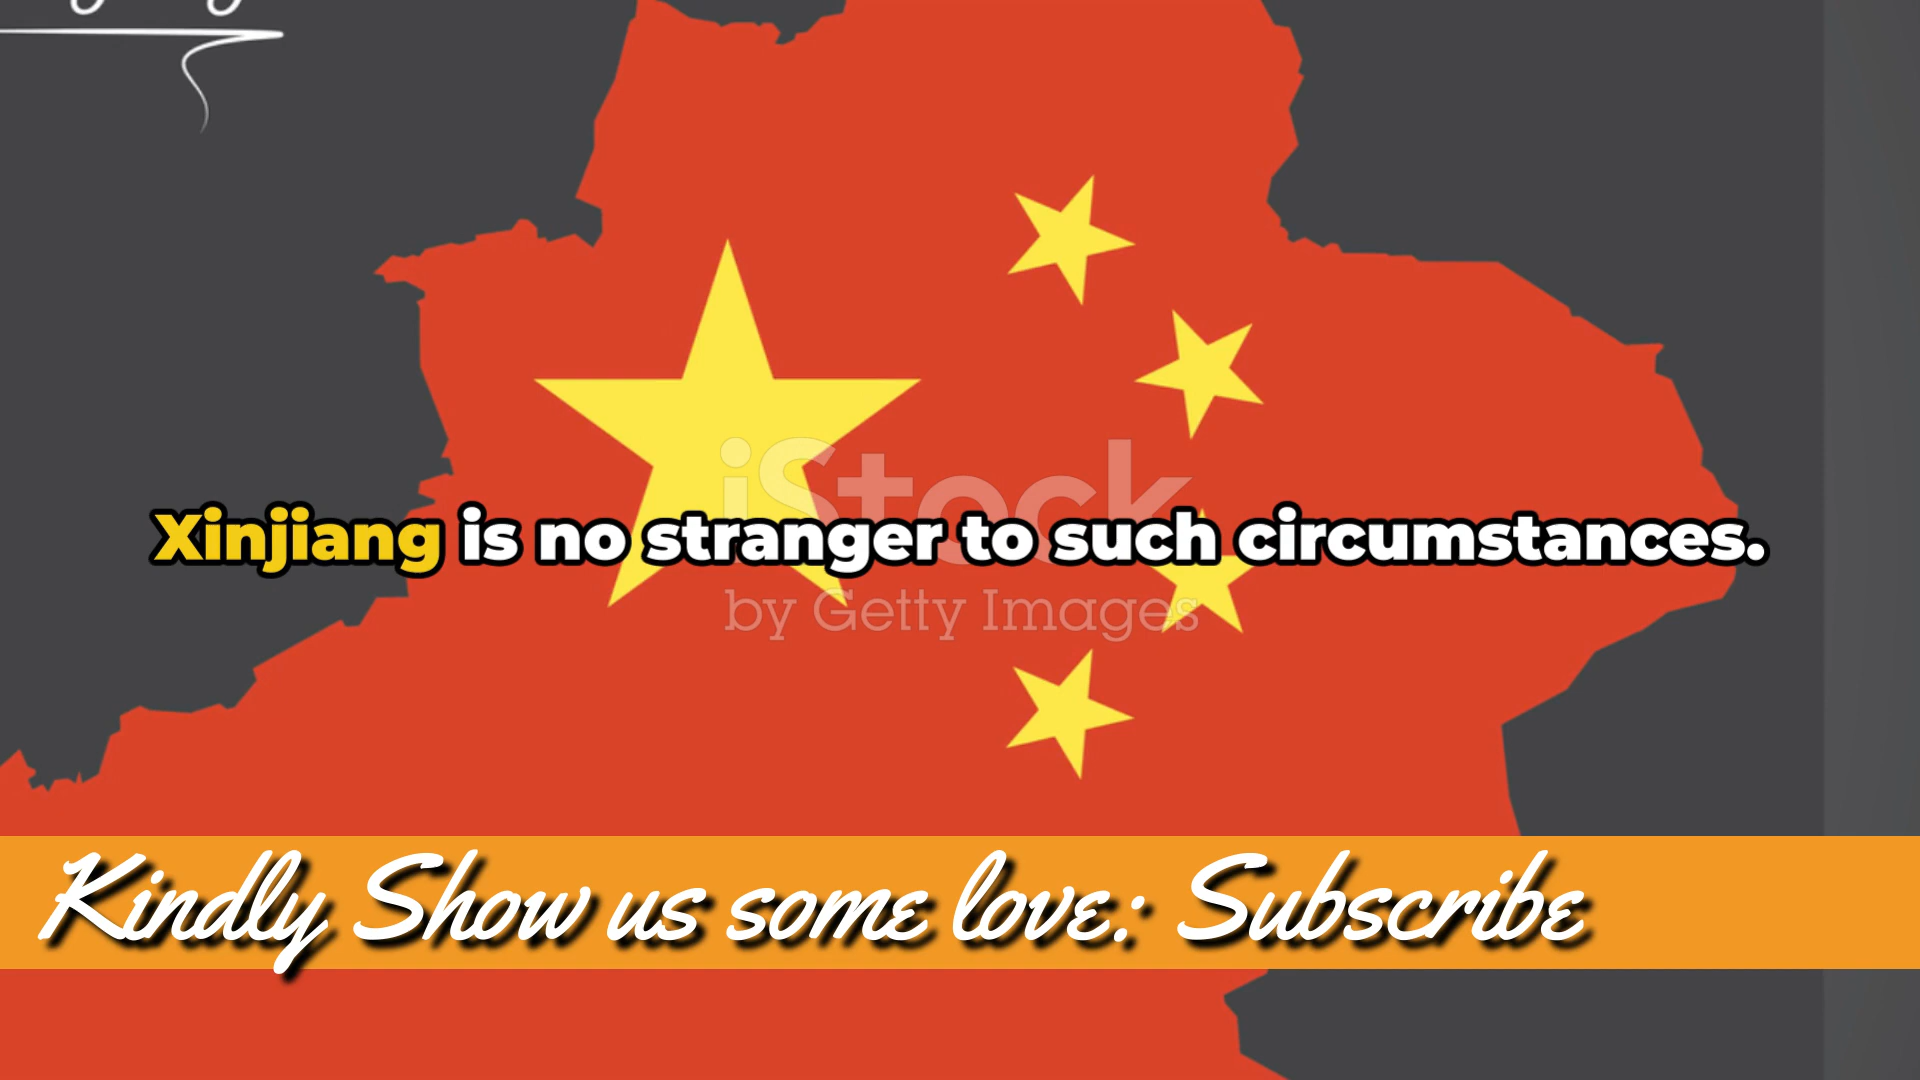 iStock
Xinjiang is no stranger to such circumstances.
by Getty Images
Kindly Show us some love: Subscribe